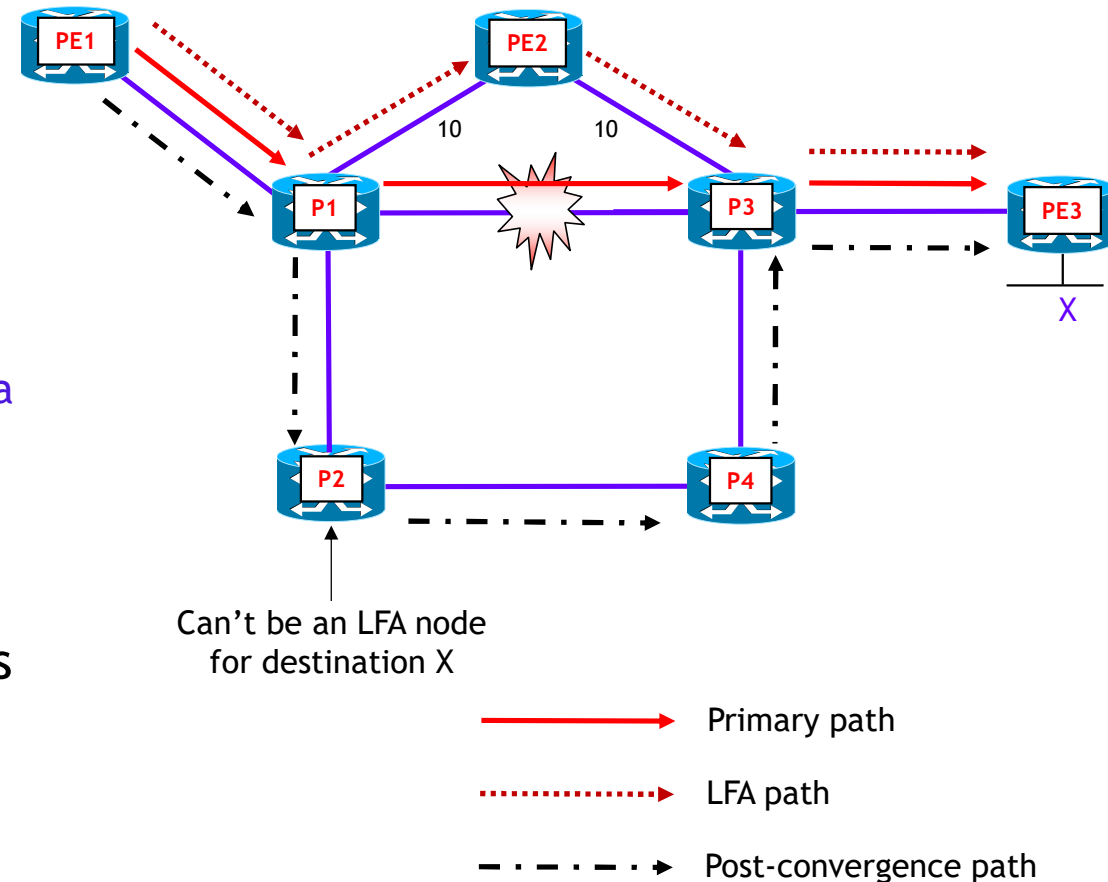 PE1
PE2
10
10
P1
P3
PE3
X
a
P2
P4
Can't be an LFA node
for destination X
s
Primary path
LFA path
Post-convergence path